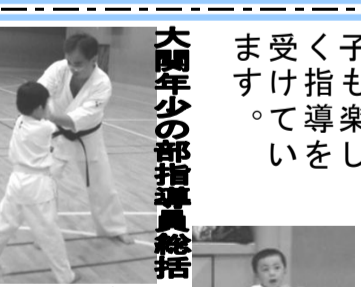 子も楽し
く指導を
受けてい
ます。
大関年少の部指導員総括